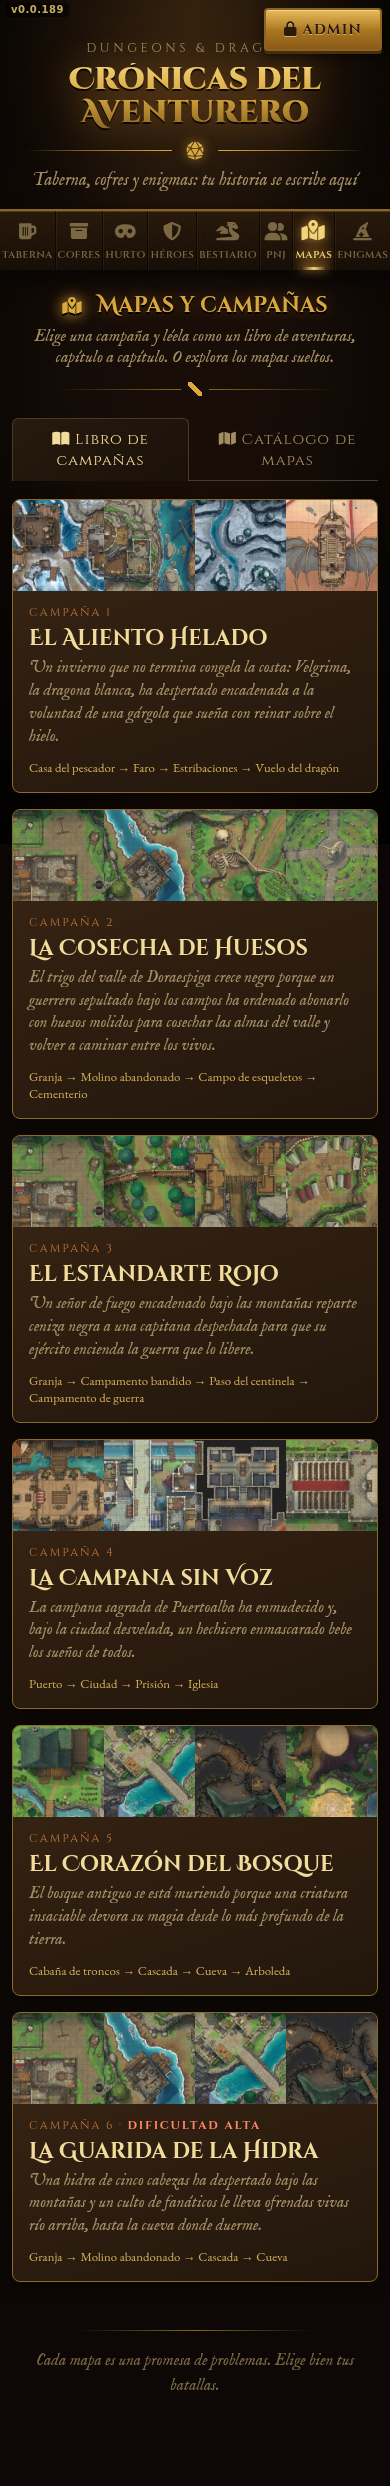 v0.0.189
ADMIN
DUNGEONS & DRAG
CRÓNICAS DEL
AVENTURERO
Taberna, cofres y enigmas: tu historia se escribe aquí
TABERNA COFRES HURTO HÉROES BESTIARIO PNJ MAPAS ENIGMAS
MAPAS Y CAMPAÑAS
Elige una campaña y léela como un libro de aventuras,
capítulo a capítulo. O explora los mapas sueltos.
LIBRO DE
CAMPAÑAS
CATÁLOGO DE
MAPAS
CAMPAÑA 1
EL ALIENTO HELADO
Un invierno que no termina congela la costa: Velgrima,
la dragona blanca, ha despertado encadenada a la
voluntad de una gárgola que sueña con reinar sobre el
hielo.
Casa del pescador → Faro → Estribaciones → Vuelo del dragón
CAMPAÑA 2
LA COSECHA DE HUESOS
El trigo del valle de Doraespiga crece negro porque un
guerrero sepultado bajo los campos ha ordenado abonarlo
con huesos molidos para cosechar las almas del valle y
volver a caminar entre los vivos.
Granja → Molino abandonado → Campo de esqueletos →
Cementerio
CAMPAÑA 3
EL ESTANDARTE ROJO
Un señor de fuego encadenado bajo las montañas reparte
ceniza negra a una capitana despechada para que su
ejército encienda la guerra que lo libere.
Granja → Campamento bandido → Paso del centinela →
Campamento de guerra
CAMPAÑA 4
LA CAMPANA SIN VOZ
La campana sagrada de Puertoalba ha enmudecido y,
bajo la ciudad desvelada, un hechicero enmascarado bebe
los sueños de todos.
Puerto → Ciudad → Prisión → Iglesia
CAMPAÑA 5
EL CORAZÓN DEL BOSQUE
El bosque antiguo se está muriendo porque una criatura
insaciable devora su magia desde lo más profundo de la
tierra.
Cabaña de troncos → Cascada → Cueva → Arboleda
CAMPAÑA 6 · DIFICULTAD ALTA
LA GUARIDA DE LA HIDRA
Una hidra de cinco cabezas ha despertado bajo las
montañas y un culto de fanáticos le lleva ofrendas vivas
río arriba, hasta la cueva donde duerme.
Granja → Molino abandonado → Cascada → Cueva
Cada mapa es una promesa de problemas. Elige bien tus
batallas.